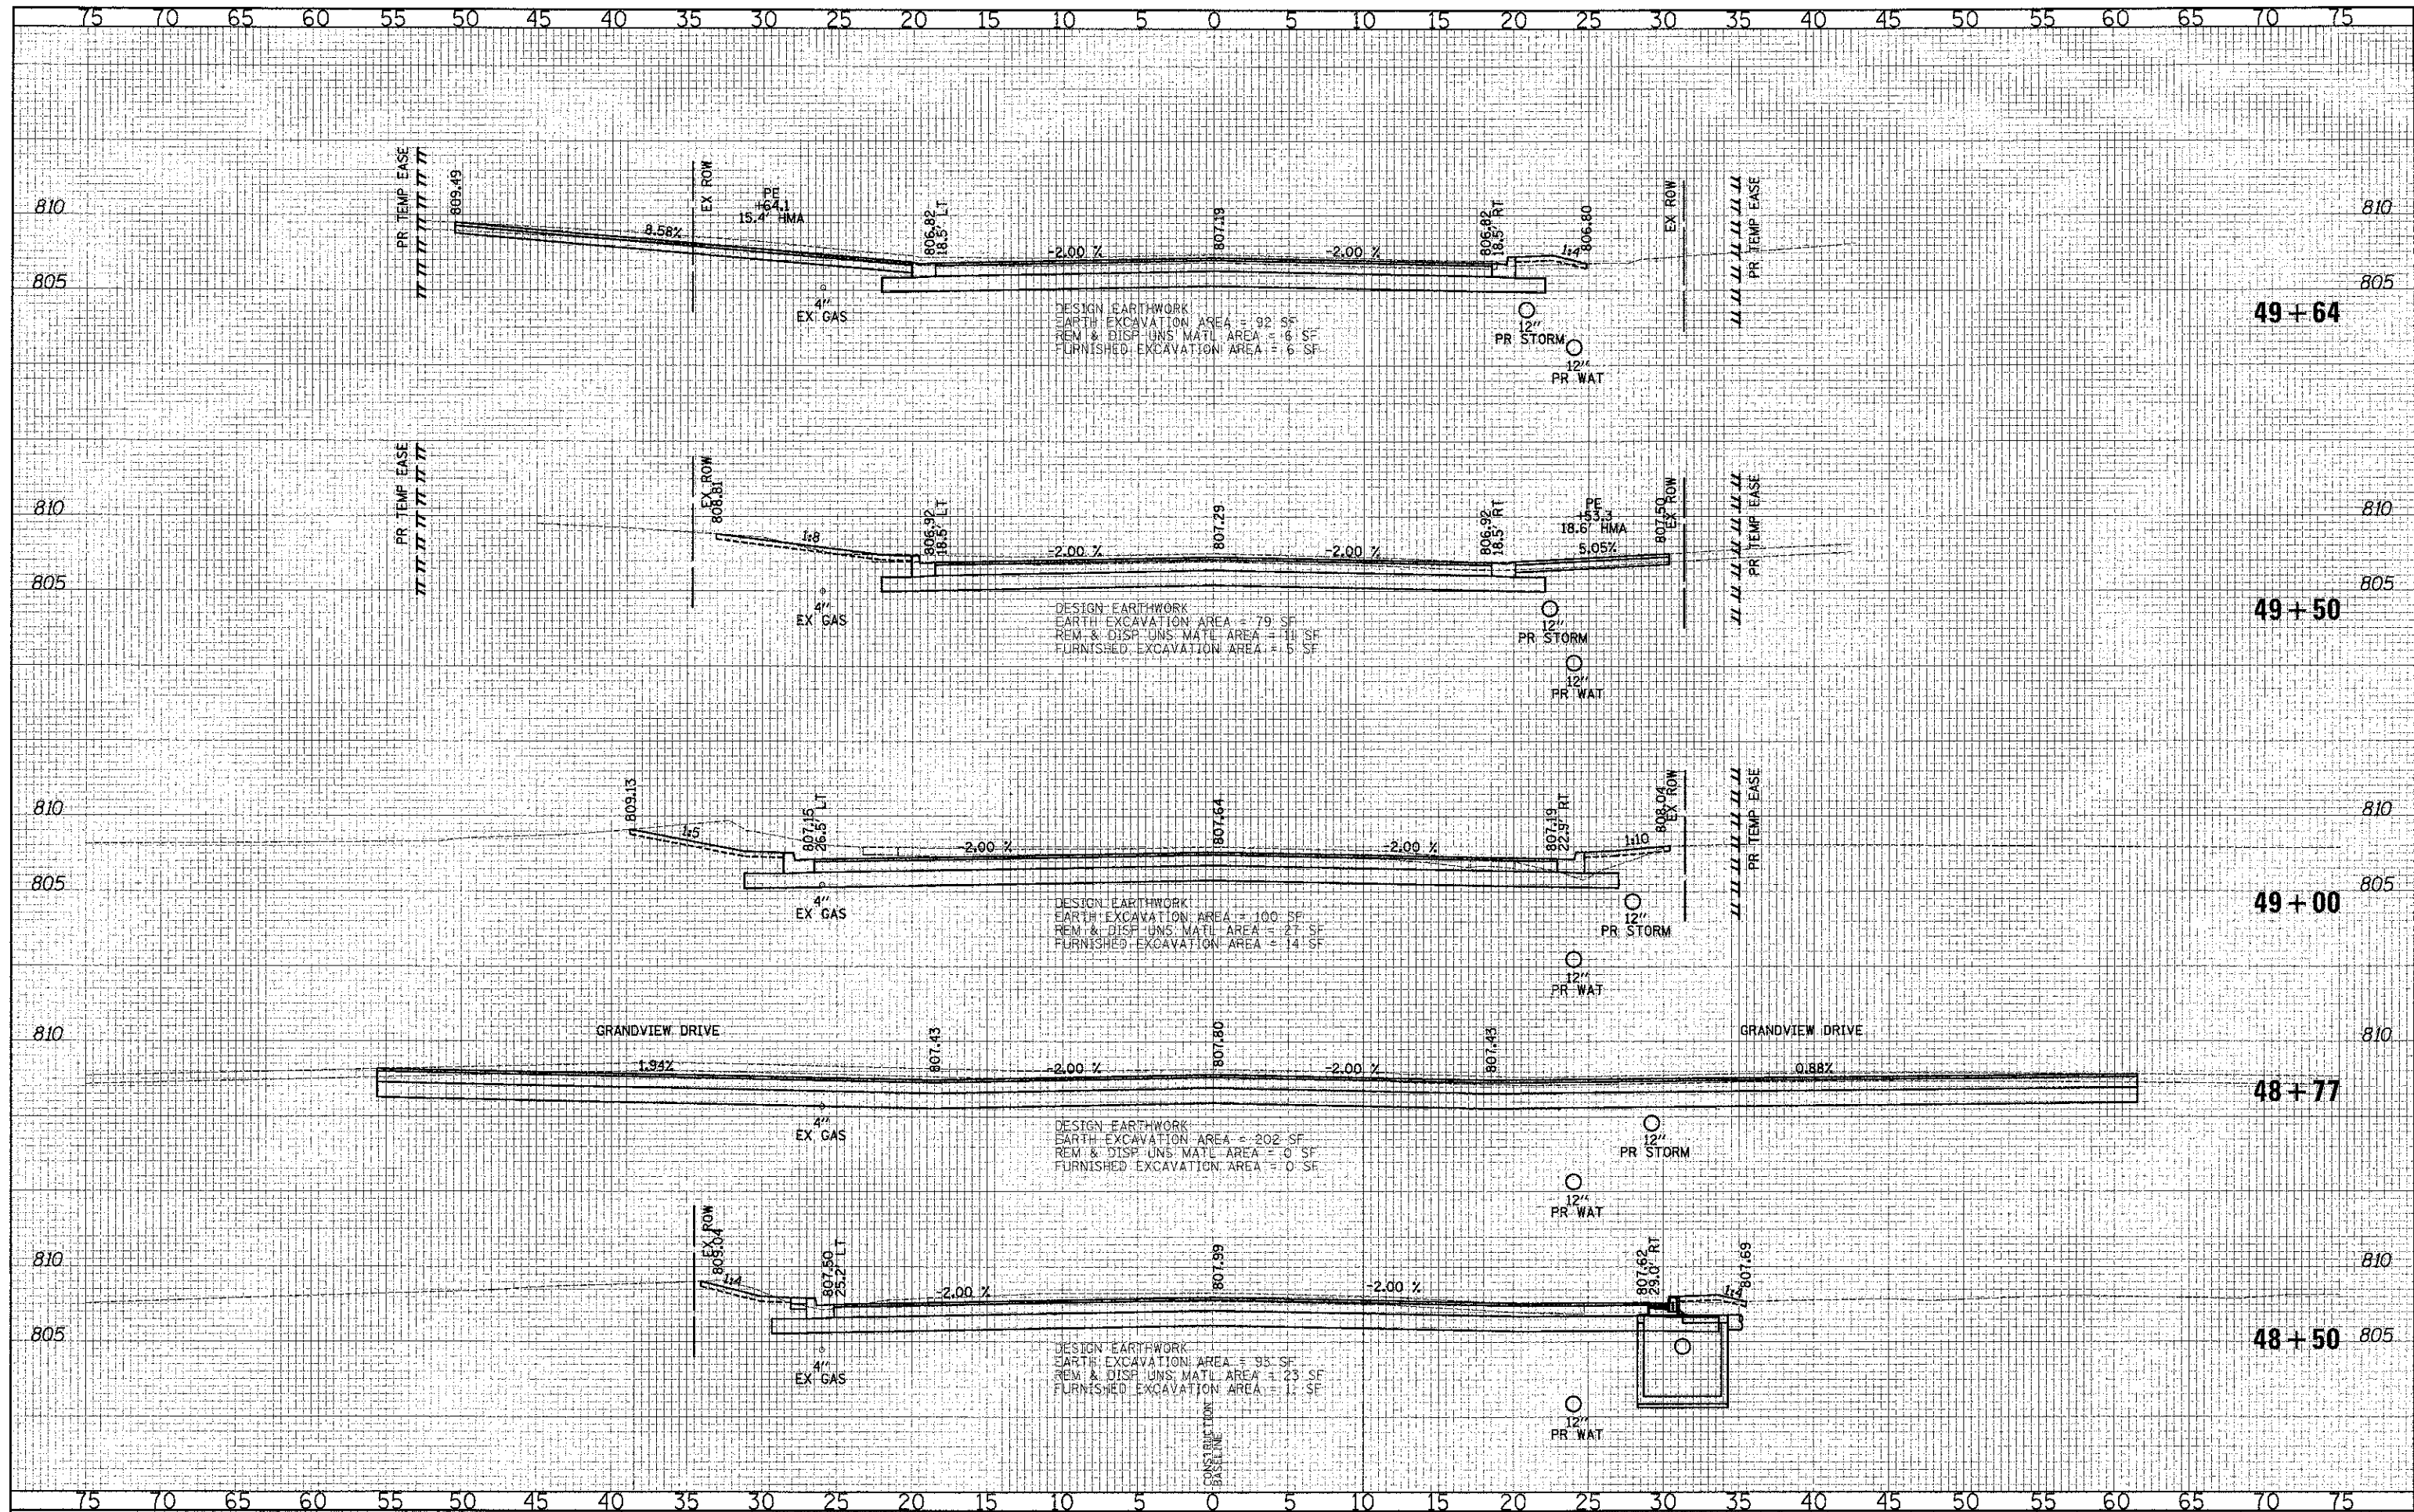 75 70 65 60 55 50 45 40 35 30 25 20 15 10 5 0 5 10 15 20 25 30 35 40 45 50 55 60 65 70 75
PR TEMP EASE
809.49
EX ROW
PE
+64.1
15.4' HMA
806.82
18.5' LT
807.19
806.82
18.5' RT
806.80
EX ROW
PR TEMP EASE
810
810
8.58%
-2.00 %
-2.00 %
1:4
805
805
4"
EX GAS
DESIGN EARTHWORK
EARTH EXCAVATION AREA = 92 SF
REM & DISP UNS MATL AREA = 6 SF
FURNISHED EXCAVATION AREA = 6 SF
12"
PR STORM
12"
PR WAT
49+64
PR TEMP EASE
EX ROW
808.81
806.92
18.5' LT
807.29
806.92
18.5' RT
PE
+53.3
18.6' HMA
807.50
EX ROW
PR TEMP EASE
810
810
1:8
-2.00 %
-2.00 %
5.05%
805
805
4"
EX GAS
DESIGN EARTHWORK
EARTH EXCAVATION AREA = 79 SF
REM & DISP UNS MATL AREA = 11 SF
FURNISHED EXCAVATION AREA = 5 SF
12"
PR STORM
12"
PR WAT
49+50
809.13
807.15
26.5' LT
807.64
807.19
22.9' RT
808.04
EX ROW
PR TEMP EASE
810
810
1:5
-2.00 %
-2.00 %
1:10
805
805
4"
EX GAS
DESIGN EARTHWORK
EARTH EXCAVATION AREA = 100 SF
REM & DISP UNS MATL AREA = 27 SF
FURNISHED EXCAVATION AREA = 14 SF
12"
PR STORM
12"
PR WAT
49+00
810
GRANDVIEW DRIVE
807.43
807.80
807.43
GRANDVIEW DRIVE
810
1.94%
-2.00 %
-2.00 %
0.88%
48+77
4"
EX GAS
DESIGN EARTHWORK
EARTH EXCAVATION AREA = 202 SF
REM & DISP UNS MATL AREA = 0 SF
FURNISHED EXCAVATION AREA = 0 SF
12"
PR STORM
12"
PR WAT
EX ROW
809.04
807.50
25.2' LT
807.99
807.62
29.0' RT
807.69
810
810
1:4
-2.00 %
-2.00 %
805
48+50
805
4"
EX GAS
DESIGN EARTHWORK
EARTH EXCAVATION AREA = 93 SF
REM & DISP UNS MATL AREA = 23 SF
FURNISHED EXCAVATION AREA = SF
12"
PR WAT
CONSTRUCTION
BASELINE
75 70 65 60 55 50 45 40 35 30 25 20 15 10 5 0 5 10 15 20 25 30 35 40 45 50 55 60 65 70 75